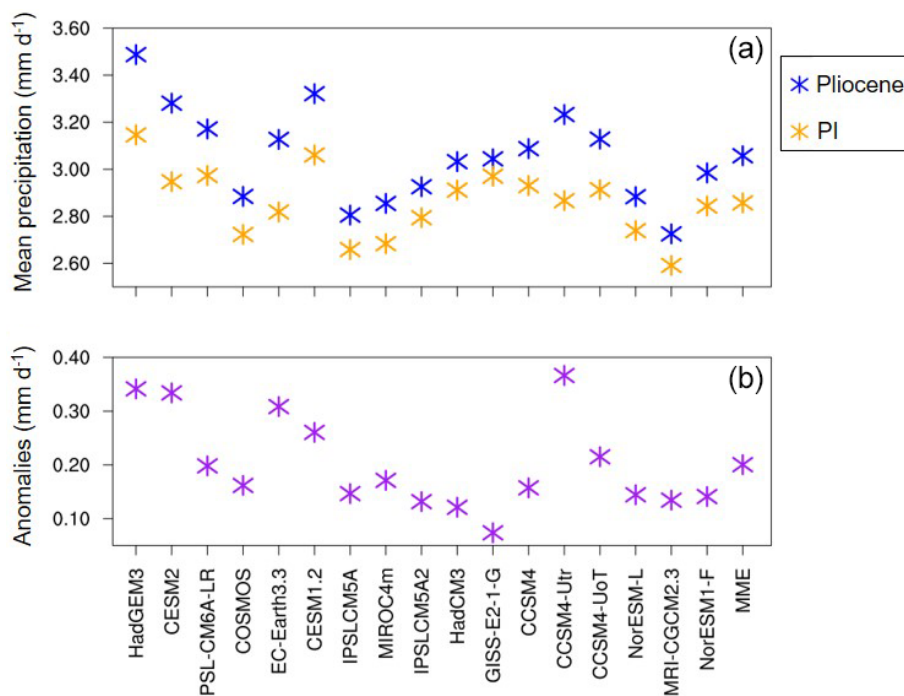 (a)
Mean precipitation (mm d-1)
3.60
3.40
3.20
3.00
2.80
2.60
Pliocene
PI
(b)
Anomalies (mm d-1)
0.40
0.30
0.20
0.10
HadGEM3
CESM2
PSL-CM6A-LR
COSMOS
EC-Earth3.3
CESM1.2
IPSLCM5A
MIROC4m
IPSLCM5A2
HadCM3
GISS-E2-1-G
CCSM4
CCSM4-Utr
CCSM4-UoT
NorESM-L
MRI-CGCM2.3
NorESM1-F
MME